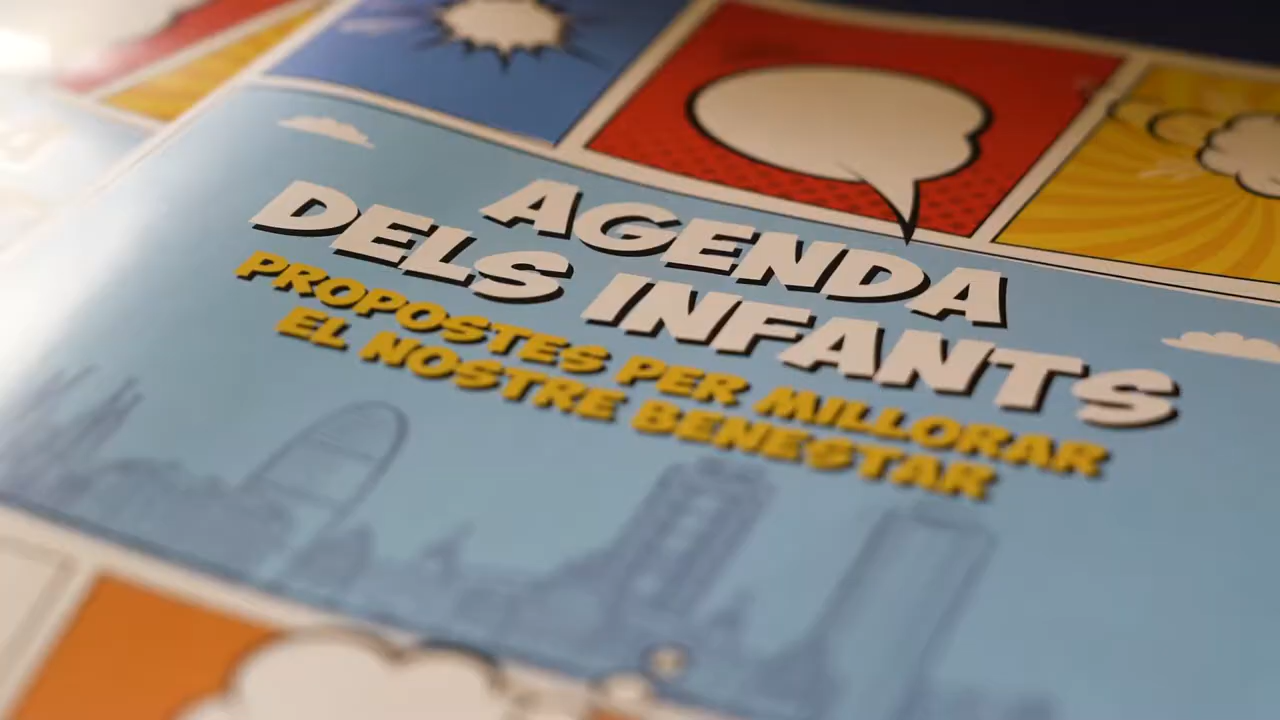 AGENDA
DELS INFANTS
PROPOSTES PER MILLORAR
EL NOSTRE BENESTAR